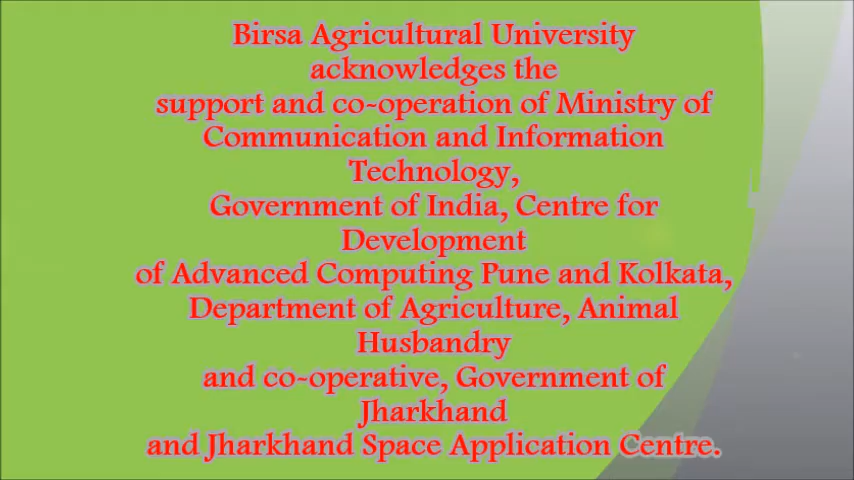 Birsa Agricultural University
acknowledges the
support and co-operation of Ministry of
Communication and Information
Technology,
Government of India, Centre for
Development
of Advanced Computing Pune and Kolkata,
Department of Agriculture, Animal
Husbandry
and co-operative, Government of
Jharkhand
and Jharkhand Space Application Centre.